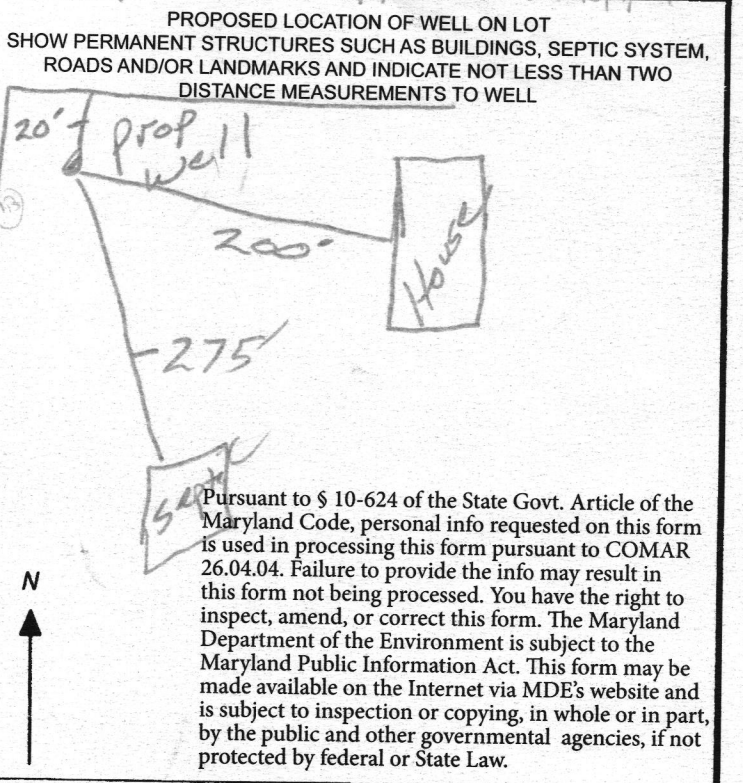 PROPOSED LOCATION OF WELL ON LOT
SHOW PERMANENT STRUCTURES SUCH AS BUILDINGS, SEPTIC SYSTEM,
ROADS AND/OR LANDMARKS AND INDICATE NOT LESS THAN TWO
DISTANCE MEASUREMENTS TO WELL
20'
prop
well
200'
House
275'
Septic
Pursuant to § 10-624 of the State Govt. Article of the
Maryland Code, personal info requested on this form
is used in processing this form pursuant to COMAR
26.04.04. Failure to provide the info may result in
this form not being processed. You have the right to
inspect, amend, or correct this form. The Maryland
Department of the Environment is subject to the
Maryland Public Information Act. This form may be
made available on the Internet via MDE's website and
is subject to inspection or copying, in whole or in part,
by the public and other governmental agencies, if not
protected by federal or State Law.
N